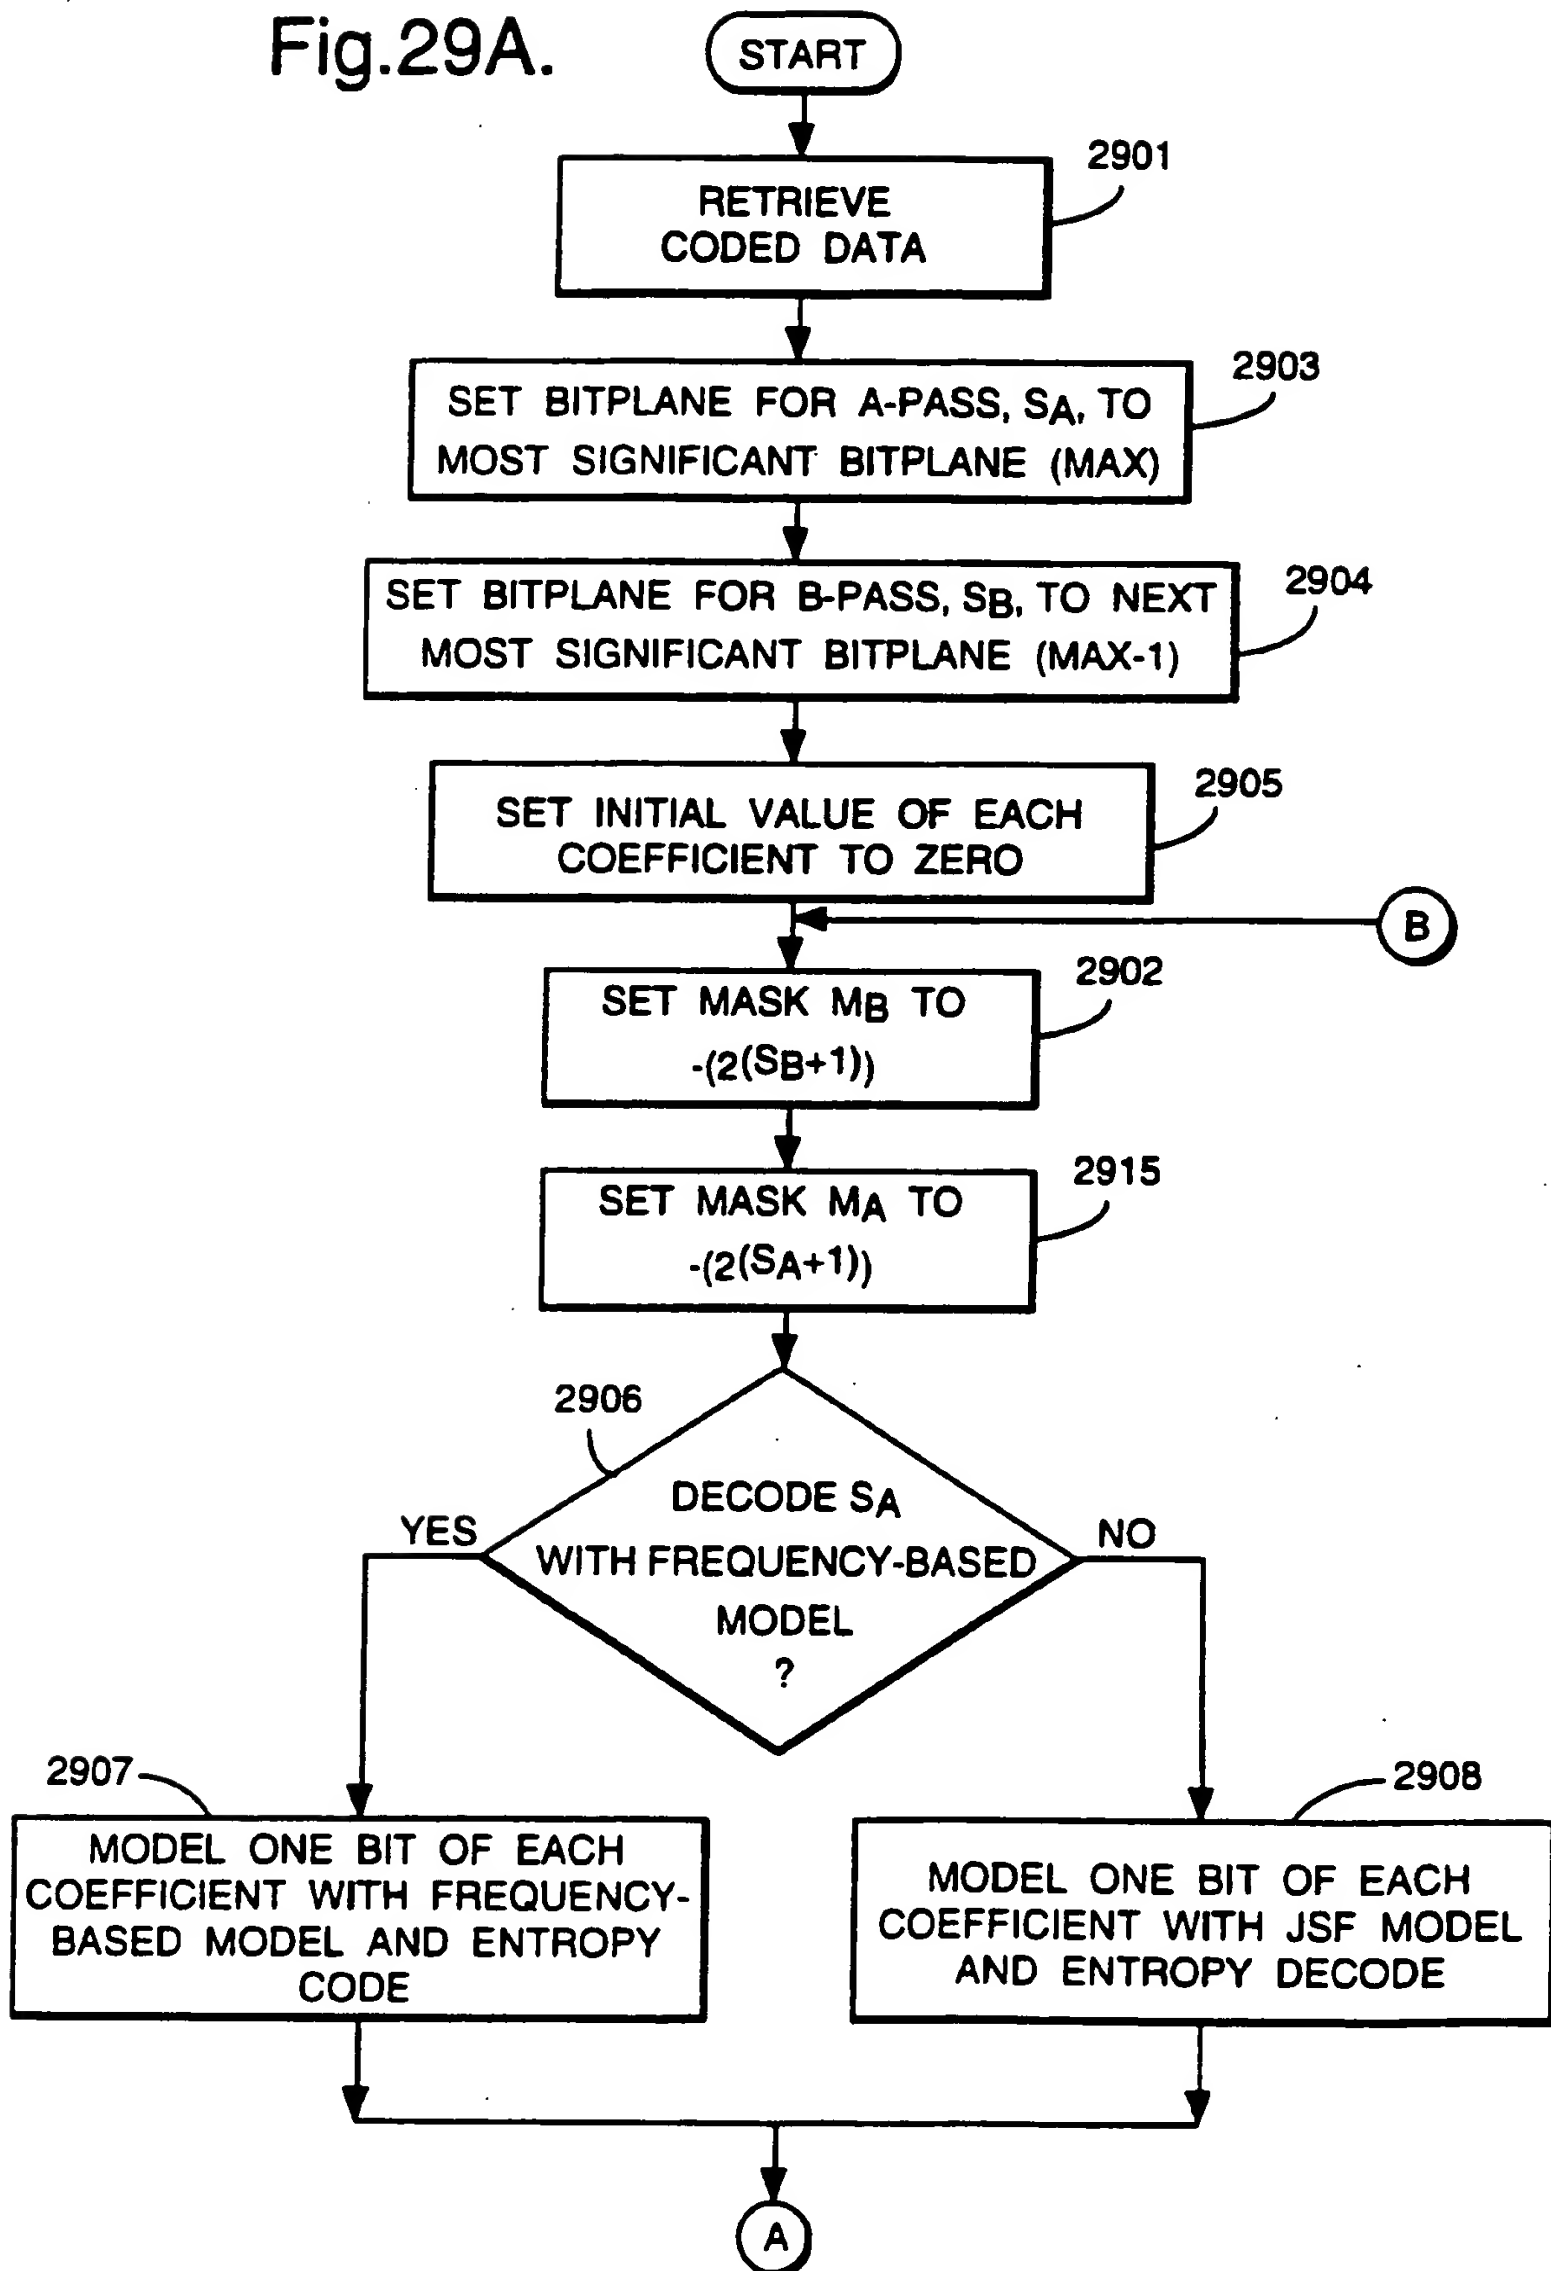 Fig.29A.
START
2901
RETRIEVE
CODED DATA
2903
SET BITPLANE FOR A-PASS, SA, TO
MOST SIGNIFICANT BITPLANE (MAX)
2904
SET BITPLANE FOR B-PASS, SB, TO NEXT
MOST SIGNIFICANT BITPLANE (MAX-1)
2905
SET INITIAL VALUE OF EACH
COEFFICIENT TO ZERO
B
2902
SET MASK MB TO
-(2(SB+1))
2915
SET MASK MA TO
-(2(SA+1))
2906
DECODE SA
WITH FREQUENCY-BASED
MODEL
?
YES
NO
2907
MODEL ONE BIT OF EACH
COEFFICIENT WITH FREQUENCY-
BASED MODEL AND ENTROPY
CODE
2908
MODEL ONE BIT OF EACH
COEFFICIENT WITH JSF MODEL
AND ENTROPY DECODE
A